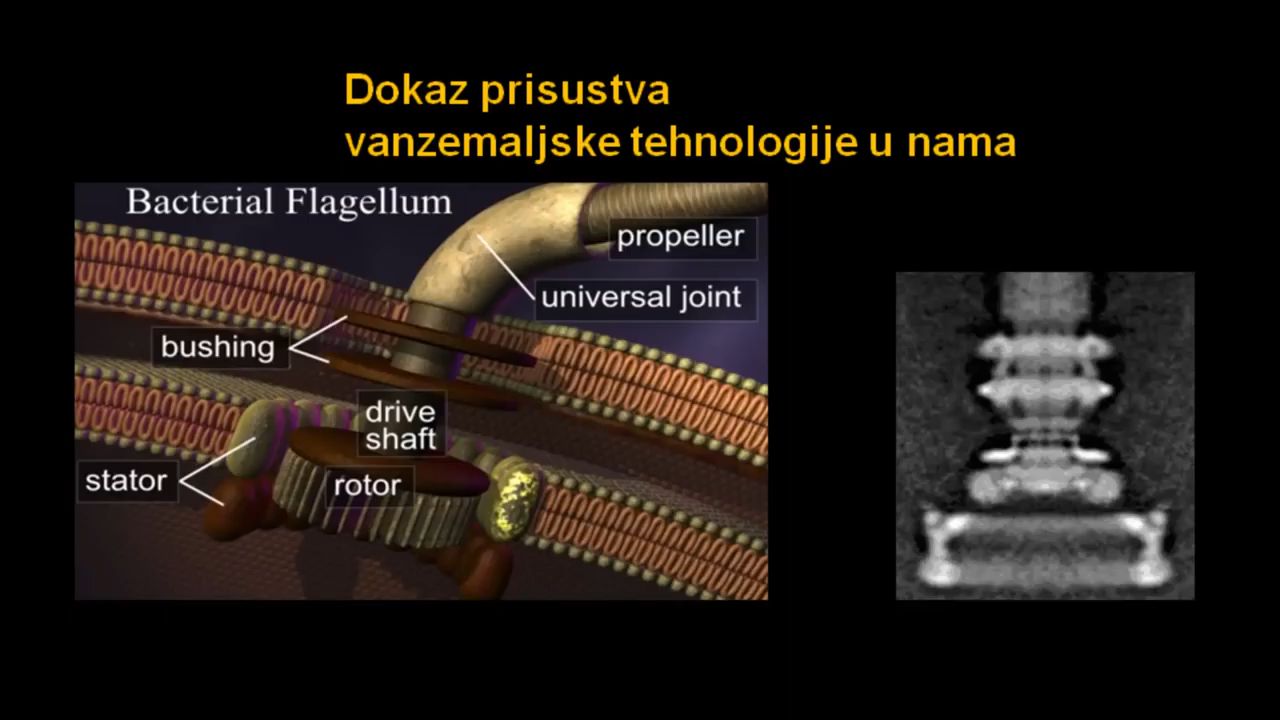 Dokaz prisustva
vanzemaljske tehnologije u nama
Bacterial Flagellum
propeller
universal joint
bushing
drive
shaft
stator
rotor